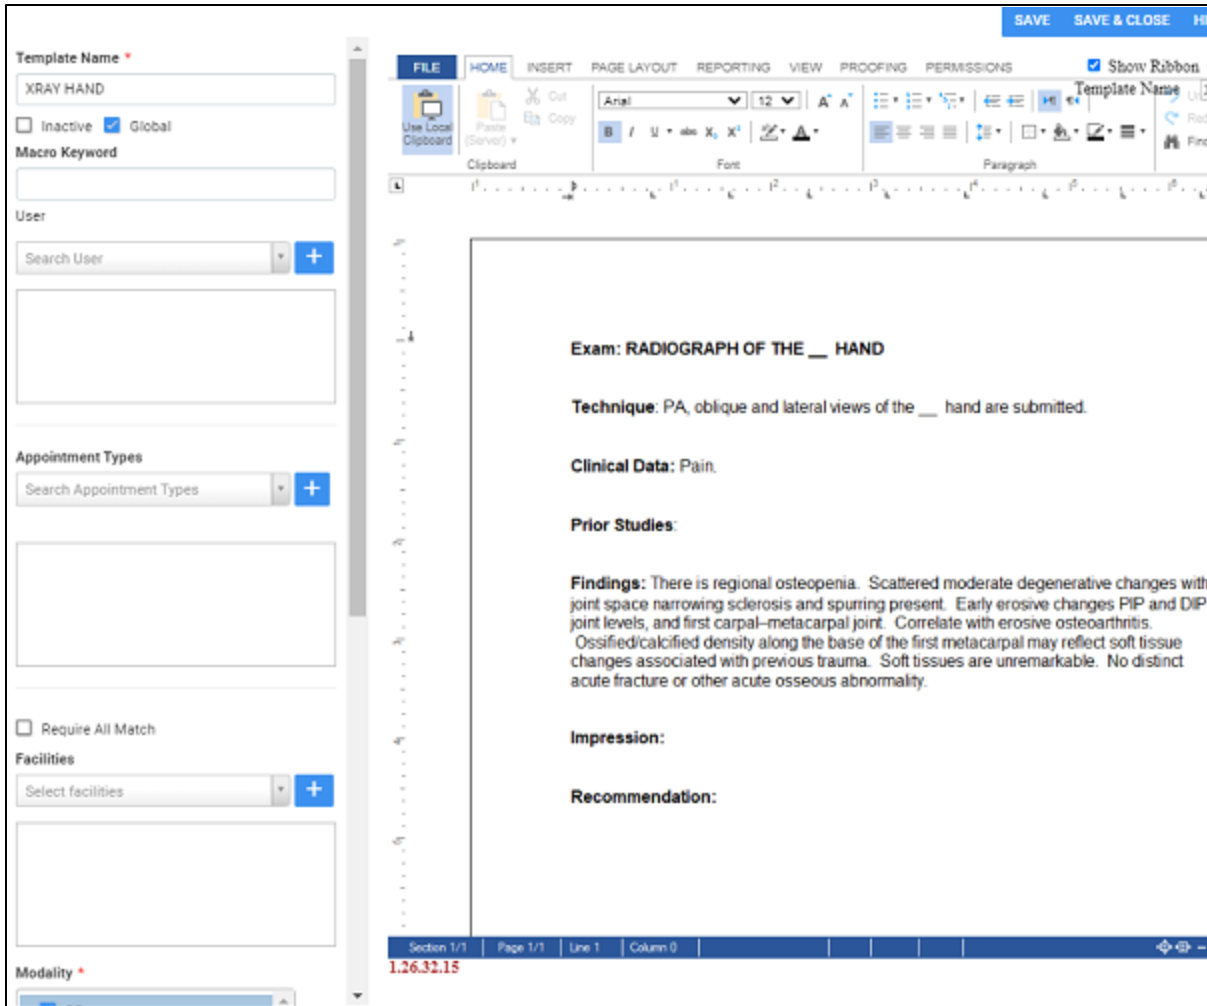 SAVE SAVE & CLOSE
Template Name *
XRAY HAND
Inactive Global
Macro Keyword
User
Search User
Appointment Types
Search Appointment Types
Require All Match
Facilities
Select facilities
Modality *
FILE HOME INSERT PAGE LAYOUT REPORTING VIEW PROOFING PERMISSIONS Show Ribbon
Template Name
Use Local Clipboard
Paste (Server)
Cut
Copy
Clipboard
Arial 12
B I U abc X, X²
Font
Paragraph
Exam: RADIOGRAPH OF THE __ HAND
Technique: PA, oblique and lateral views of the __ hand are submitted.
Clinical Data: Pain.
Prior Studies:
Findings: There is regional osteopenia. Scattered moderate degenerative changes with
joint space narrowing sclerosis and spurring present. Early erosive changes PIP and DIP
joint levels, and first carpal–metacarpal joint. Correlate with erosive osteoarthritis.
Ossified/calcified density along the base of the first metacarpal may reflect soft tissue
changes associated with previous trauma. Soft tissues are unremarkable. No distinct
acute fracture or other acute osseous abnormality.
Impression:
Recommendation:
Section 1/1 Page 1/1 Line 1 Column 0
1.26.32.15